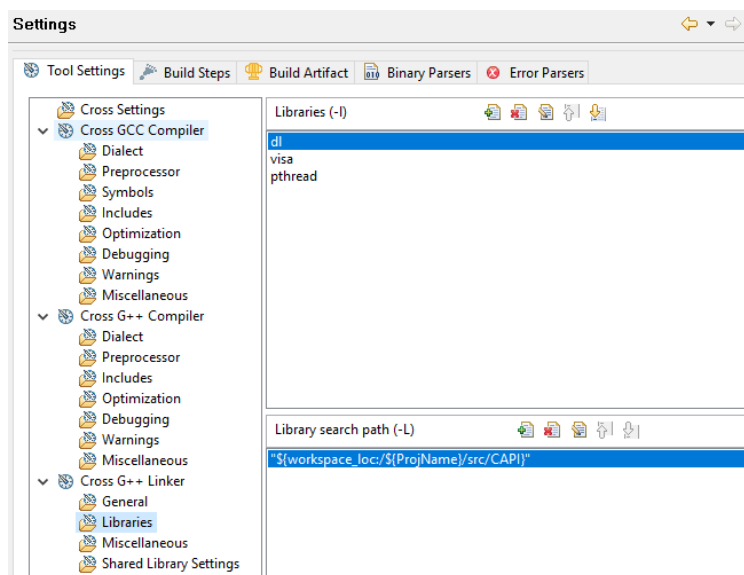 Settings
Tool Settings
Build Steps
Build Artifact
Binary Parsers
Error Parsers
Cross Settings
Cross GCC Compiler
Dialect
Preprocessor
Symbols
Includes
Optimization
Debugging
Warnings
Miscellaneous
Cross G++ Compiler
Dialect
Preprocessor
Includes
Optimization
Debugging
Warnings
Miscellaneous
Cross G++ Linker
General
Libraries
Miscellaneous
Shared Library Settings
Libraries (-l)
dl
visa
pthread
Library search path (-L)
"${workspace_loc:/${ProjName}/src/CAPI}"